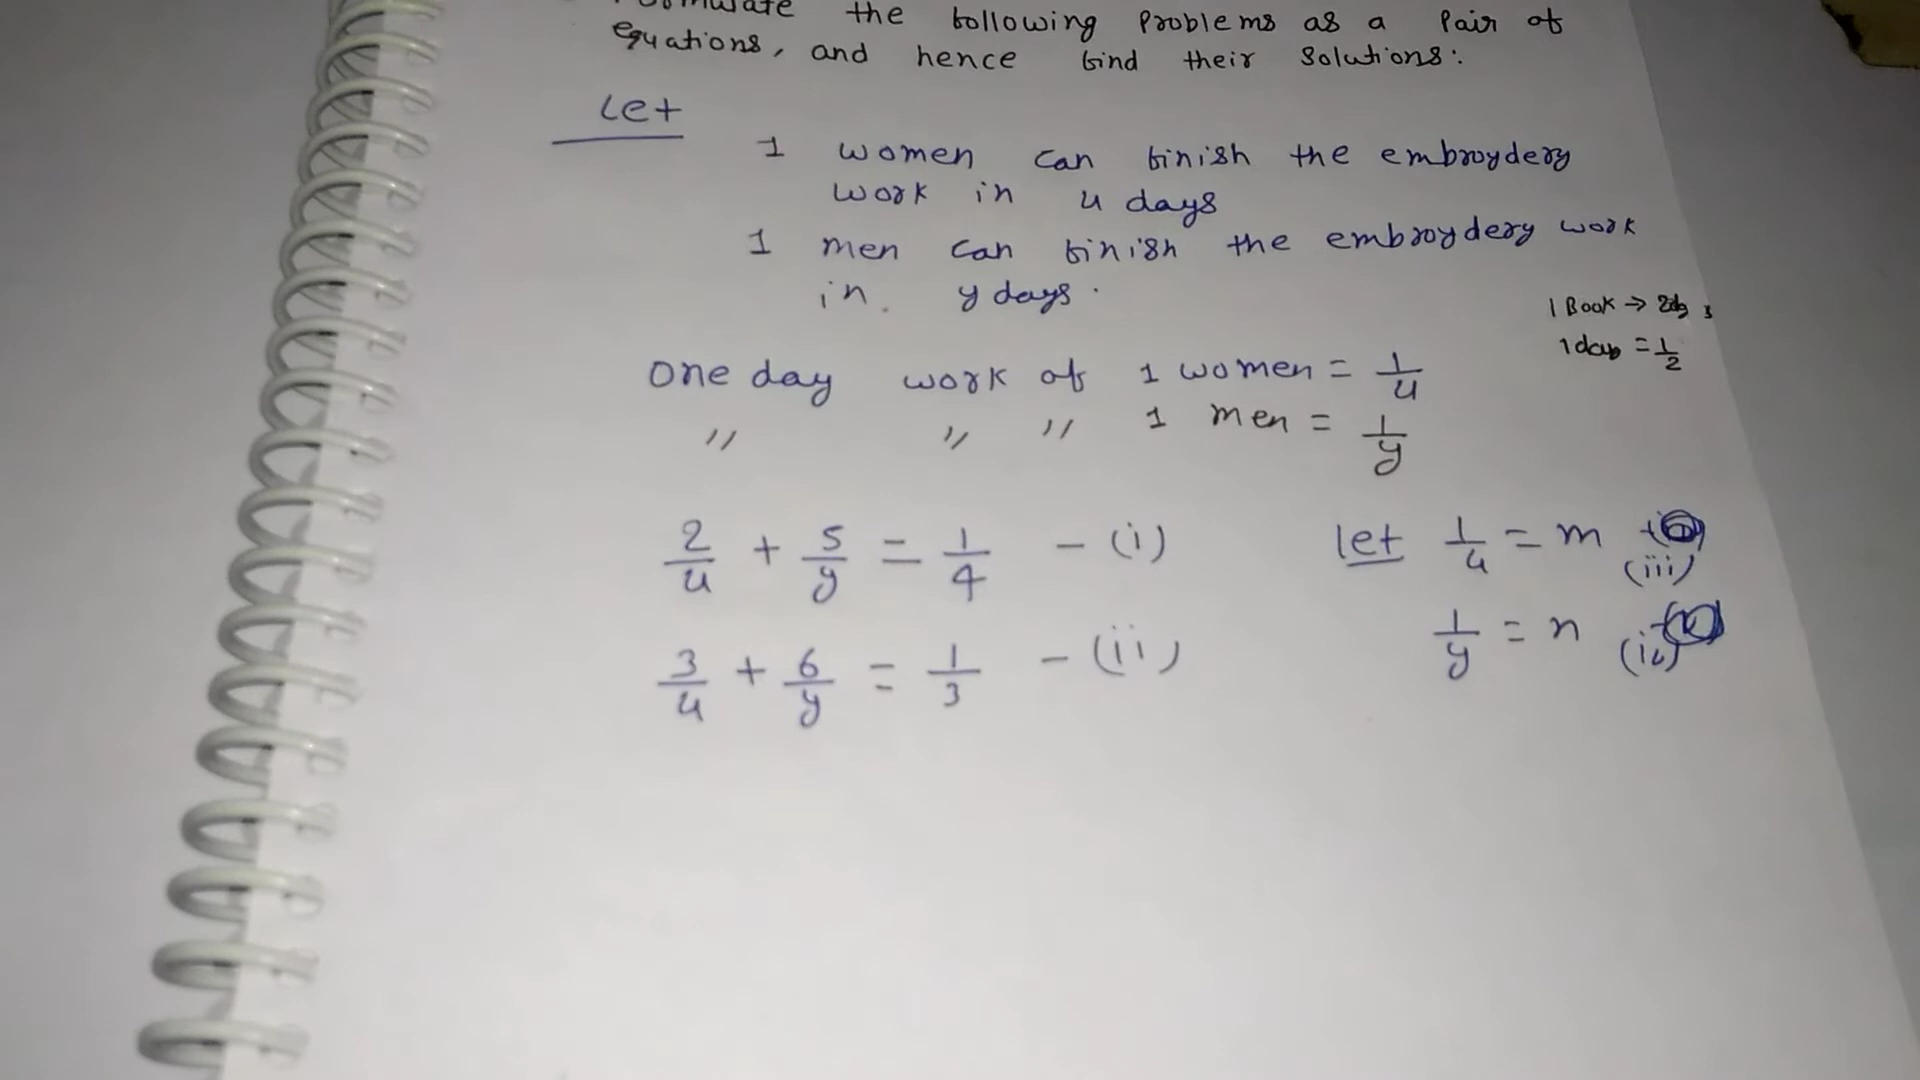 the following Problems as a Pair of
equations, and hence find their Solutions:
Let
1 women can finish the embroydery
work in u days
1 men can finish the embroydery work
in. y days.
1 Book →
1 day = 1/2
One day work of 1 women = 1/u
" " " 1 men = 1/y
2/u + 5/y = 1/4 - (i)
let 1/u = m (iii)
3/u + 6/y = 1/3 - (ii)
1/y = n (iv)